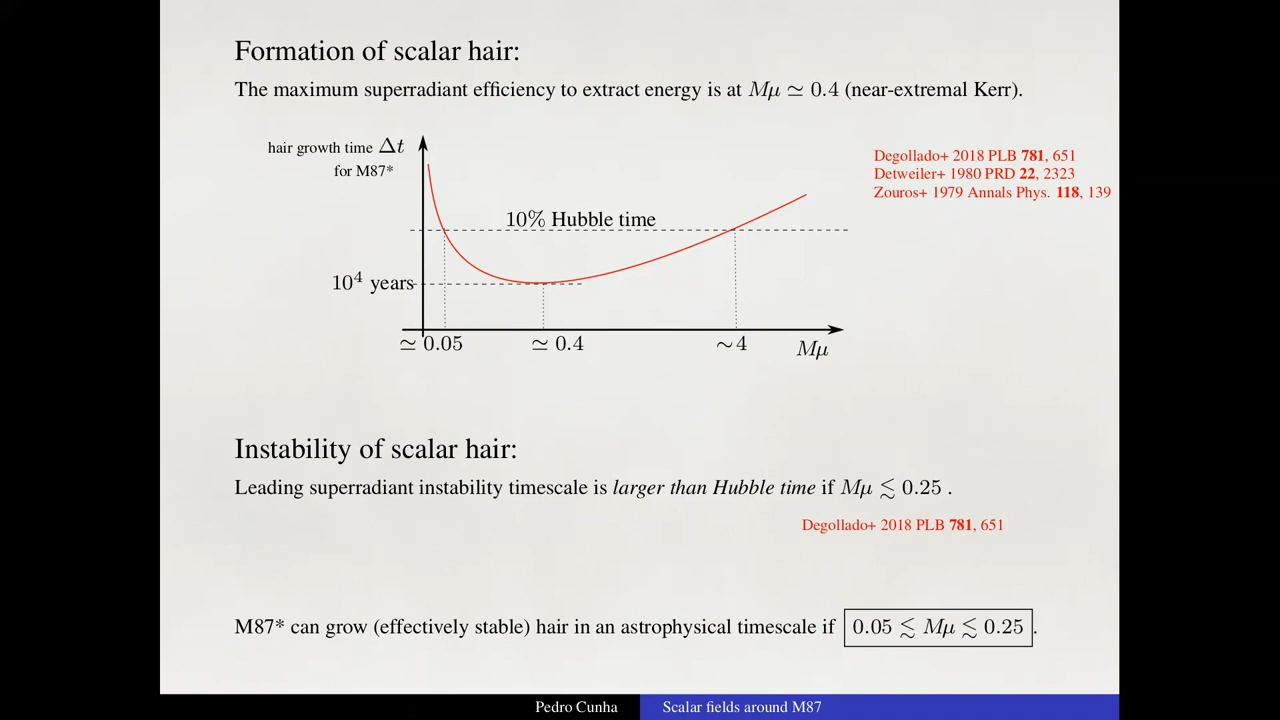 Formation of scalar hair:
The maximum superradiant efficiency to extract energy is at Mμ ≃ 0.4 (near-extremal Kerr).
hair growth time Δt
for M87*
Degollado+ 2018 PLB 781, 651
Detweiler+ 1980 PRD 22, 2323
Zouros+ 1979 Annals Phys. 118, 139
10% Hubble time
10⁴ years
≃ 0.05
≃ 0.4
∼ 4
Mμ
Instability of scalar hair:
Leading superradiant instability timescale is larger than Hubble time if Mμ ≲ 0.25 .
Degollado+ 2018 PLB 781, 651
M87* can grow (effectively stable) hair in an astrophysical timescale if 0.05 ≲ Mμ ≲ 0.25 .
Pedro Cunha
Scalar fields around M87